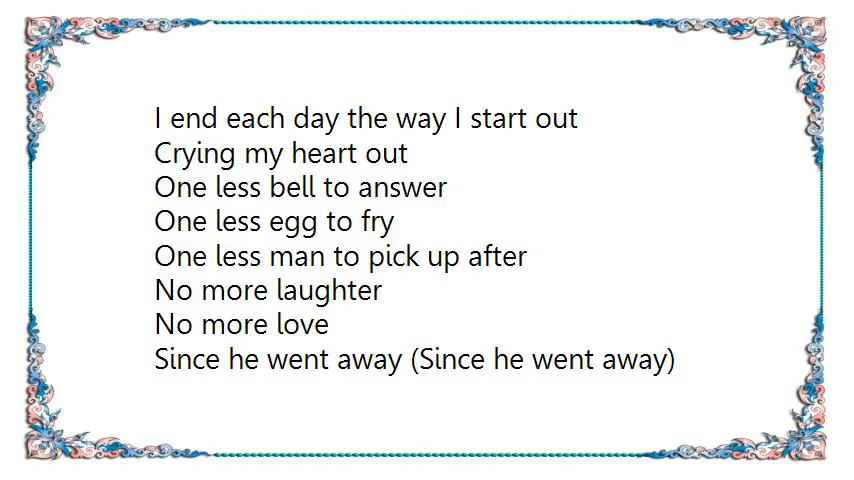 I end each day the way I start out
Crying my heart out
One less bell to answer
One less egg to fry
One less man to pick up after
No more laughter
No more love
Since he went away (Since he went away)